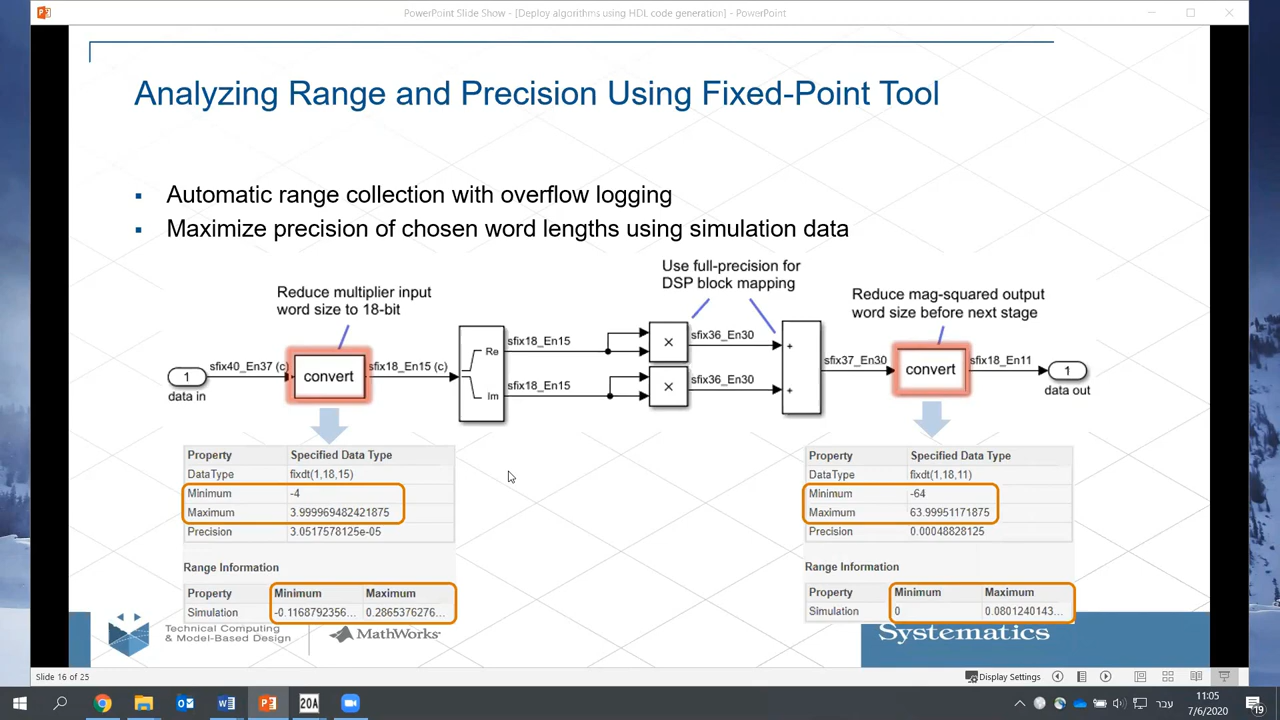 PowerPoint Slide Show - [Deploy algorithms using HDL code generation] - PowerPoint
Analyzing Range and Precision Using Fixed-Point Tool
Automatic range collection with overflow logging
Maximize precision of chosen word lengths using simulation data
Use full-precision for
DSP block mapping
Reduce multiplier input
word size to 18-bit
Reduce mag-squared output
word size before next stage
1
data in
sfix40_En37 (c)
convert
sfix18_En15 (c)
Re
Im
sfix18_En15
sfix18_En15
×
×
sfix36_En30
sfix36_En30
+
+
sfix37_En30
convert
sfix18_En11
1
data out
Property Specified Data Type
DataType fixdt(1,18,15)
Minimum -4
Maximum 3.999969482421875
Precision 3.0517578125e-05
Range Information
Property Minimum Maximum
Simulation -0.1168792356... 0.2865376276...
Property Specified Data Type
DataType fixdt(1,18,11)
Minimum -64
Maximum 63.99951171875
Precision 0.00048828125
Range Information
Property Minimum Maximum
Simulation 0 0.0801240143...
Technical Computing
& Model-Based Design
MathWorks
Systematics
Slide 16 of 25
Display Settings
20A
עבר
11:05
7/6/2020
19